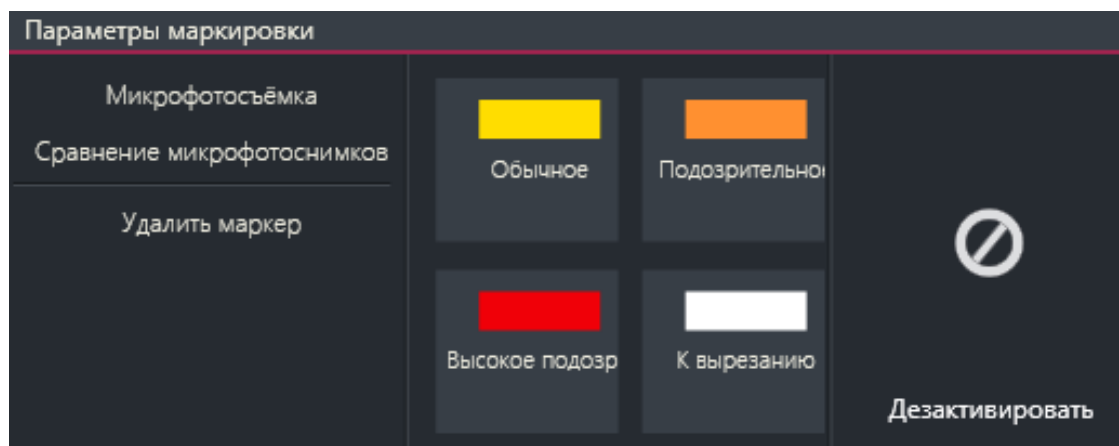 Параметры маркировки
Микрофотосъёмка
Сравнение микрофотоснимков
Удалить маркер
Обычное
Подозрительно
Высокое подозр
К вырезанию
Дезактивировать